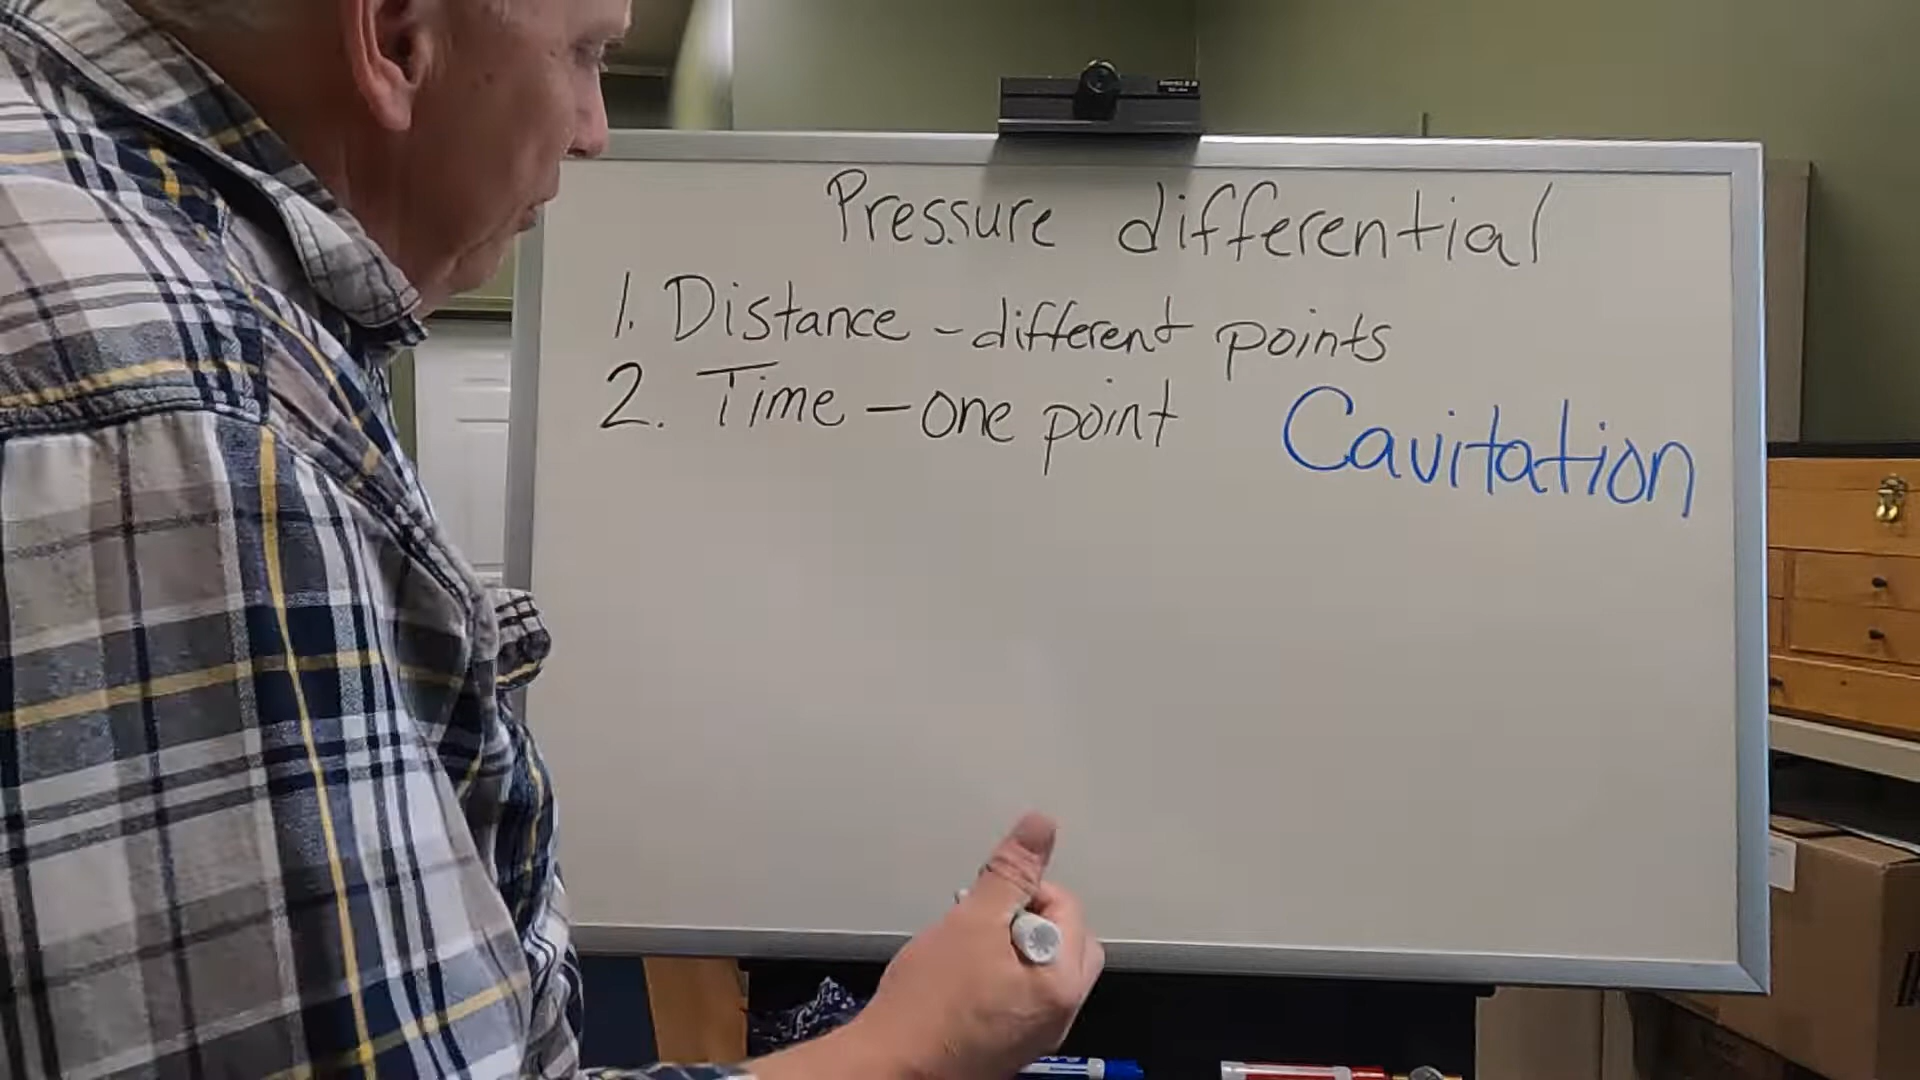 Pressure differential
1. Distance - different points
2. Time - one point
Cavitation